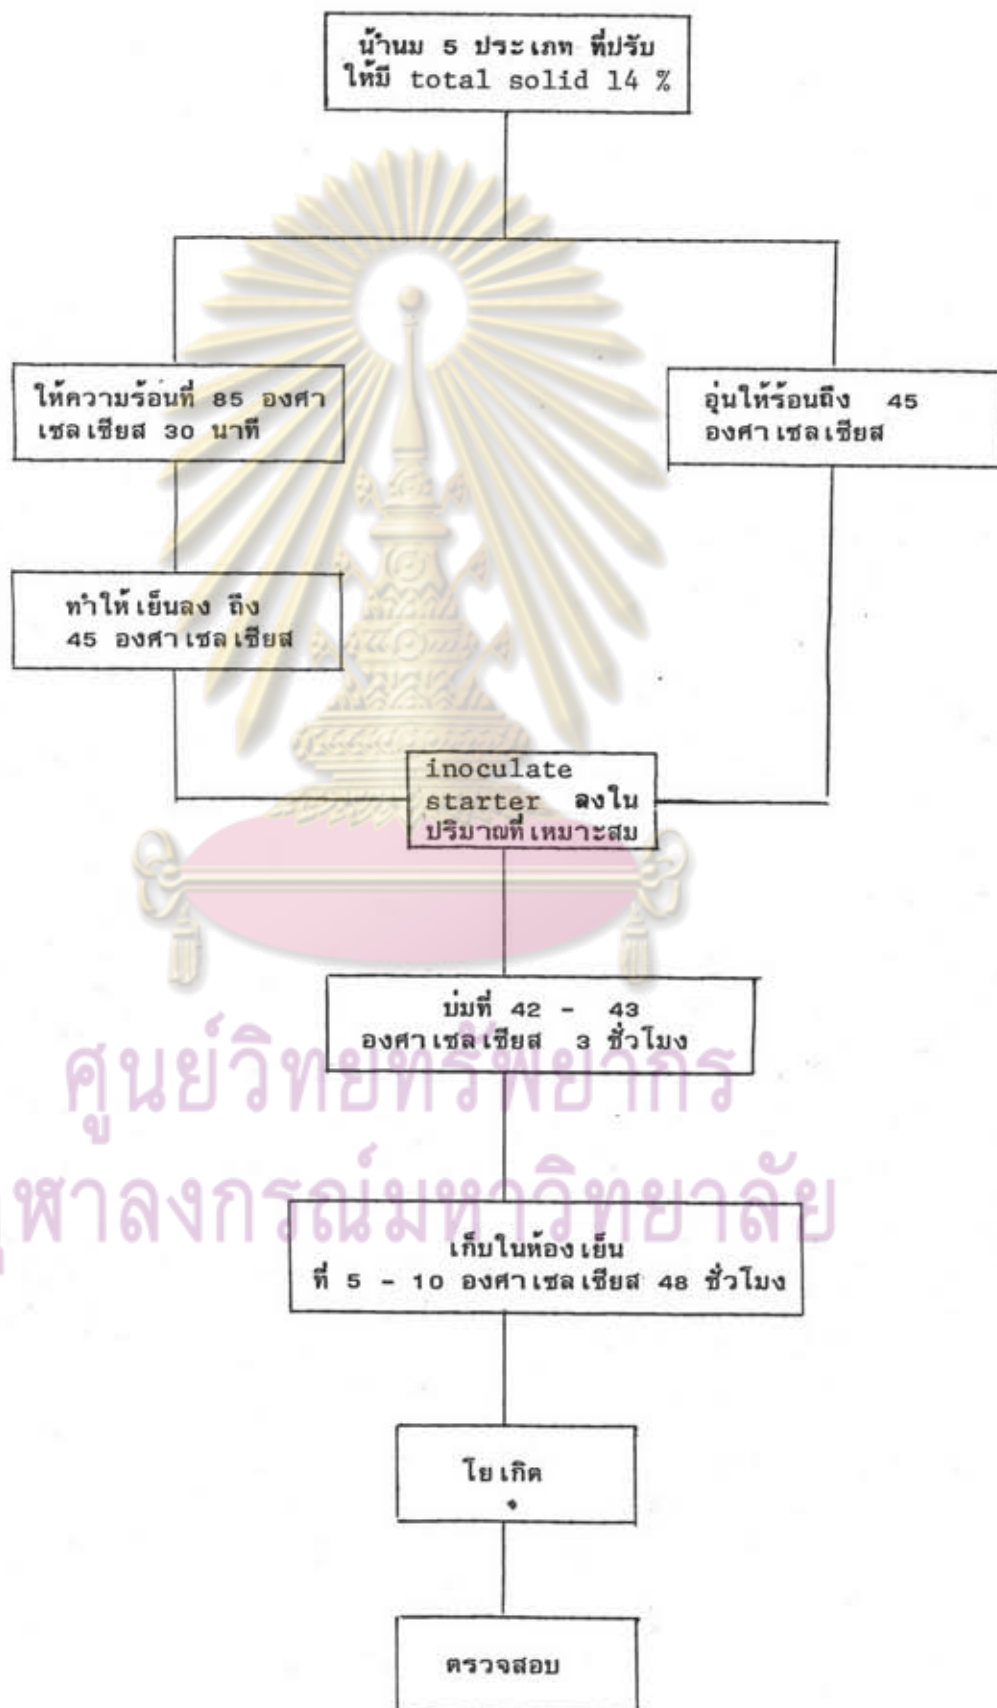 น้ำนม 5 ประเภท ที่ปรับ
ให้มี total solid 14 %
ให้ความร้อนที่ 85 องศา
เซลเซียส 30 นาที
อุ่นให้ร้อนถึง 45
องศาเซลเซียส
ทำให้เย็นลง ถึง
45 องศาเซลเซียส
inoculate
starter ลงใน
ปริมาณที่เหมาะสม
บ่มที่ 42 - 43
องศาเซลเซียส 3 ชั่วโมง
ศูนย์วิทยทรัพยากร
จุฬาลงกรณ์มหาวิทยาลัย
เก็บในห้องเย็น
ที่ 5 - 10 องศาเซลเซียส 48 ชั่วโมง
โยเกิต
ตรวจสอบ